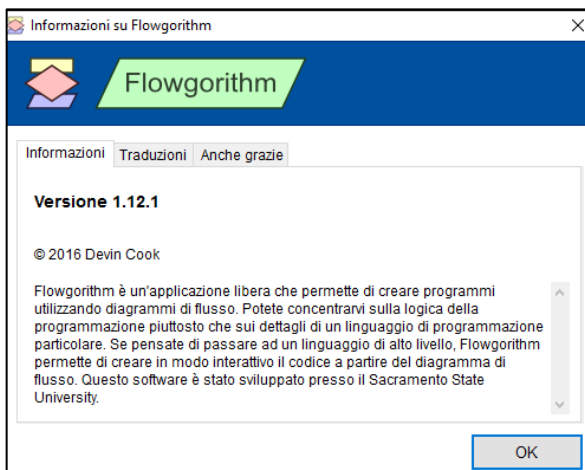 Informazioni su Flowgorithm
Flowgorithm
Informazioni Traduzioni Anche grazie
Versione 1.12.1
© 2016 Devin Cook
Flowgorithm è un'applicazione libera che permette di creare programmi
utilizzando diagrammi di flusso. Potete concentrarvi sulla logica della
programmazione piuttosto che sui dettagli di un linguaggio di programmazione
particolare. Se pensate di passare ad un linguaggio di alto livello, Flowgorithm
permette di creare in modo interattivo il codice a partire del diagramma di
flusso. Questo software è stato sviluppato presso il Sacramento State
University.
OK